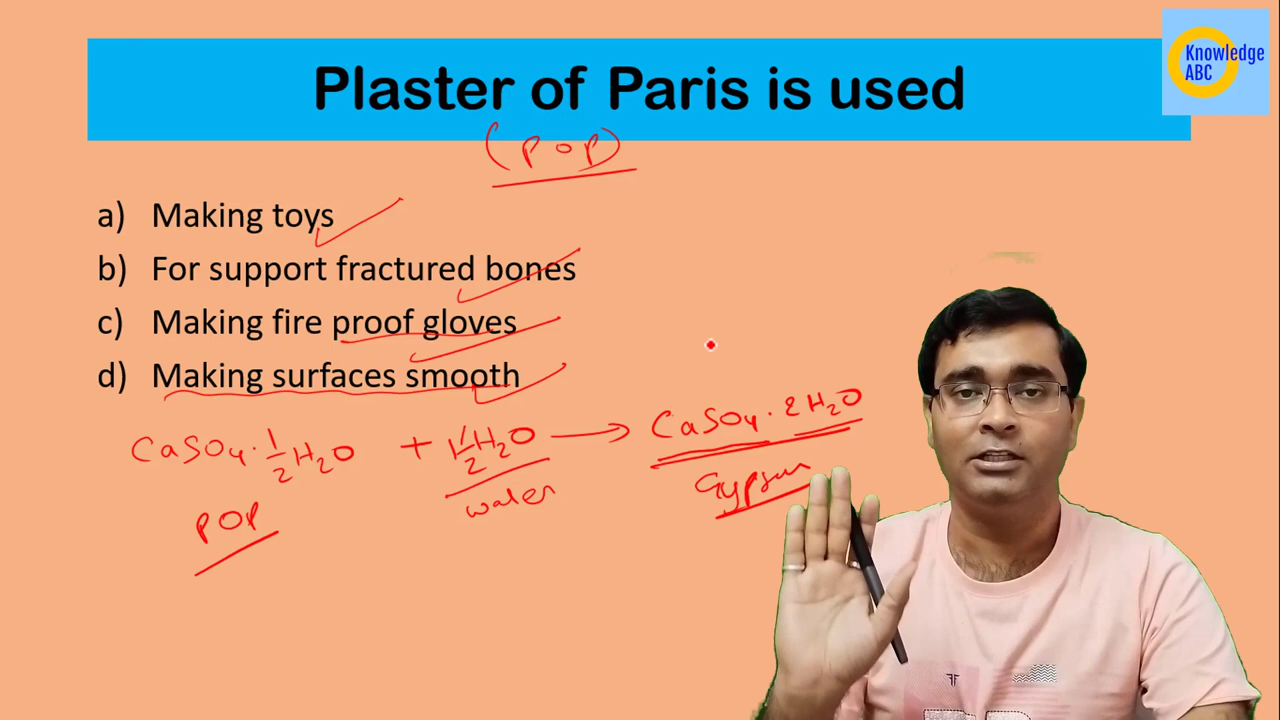 Knowledge
ABC
Plaster of Paris is used
(POP)
a) Making toys
b) For support fractured bones
c) Making fire proof gloves
d) Making surfaces smooth
CaSO₄·½H₂O + 1½H₂O → CaSO₄·2H₂O
POP water Gypsum